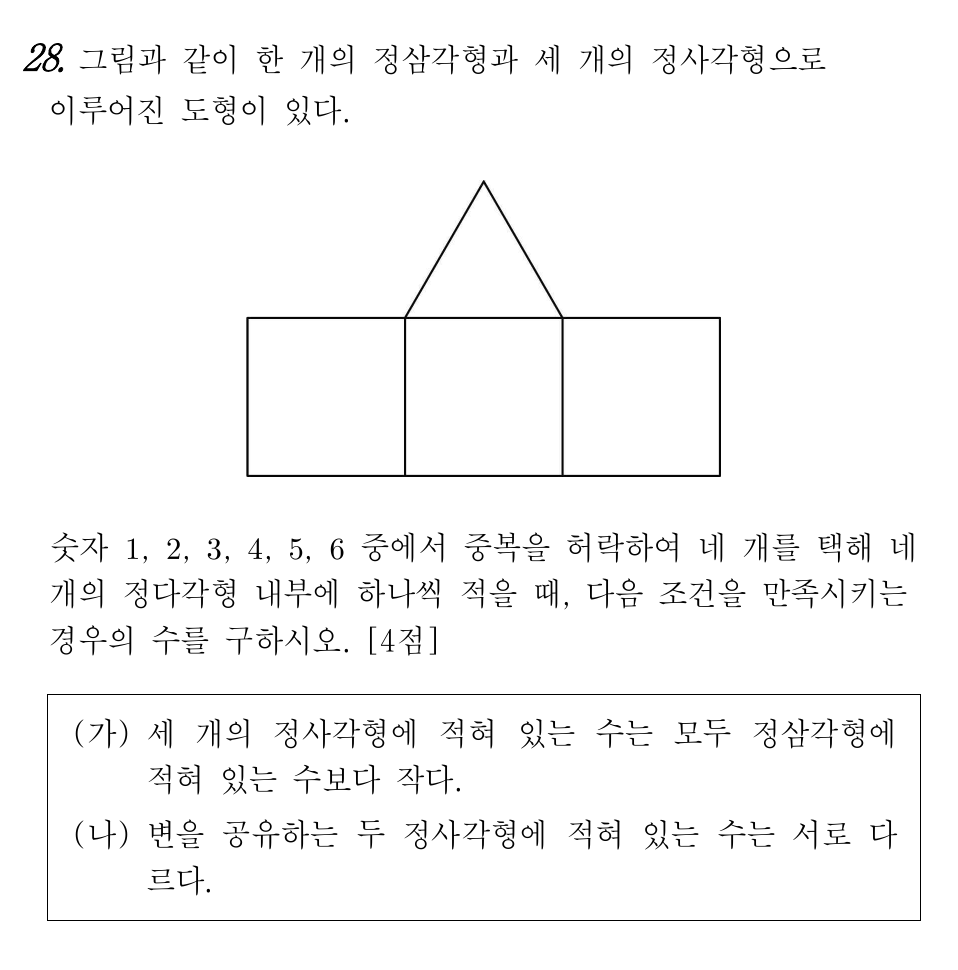 28. 그림과 같이 한 개의 정삼각형과 세 개의 정사각형으로
이루어진 도형이 있다.
숫자 1, 2, 3, 4, 5, 6 중에서 중복을 허락하여 네 개를 택해 네
개의 정다각형 내부에 하나씩 적을 때, 다음 조건을 만족시키는
경우의 수를 구하시오. [4점]
(가) 세 개의 정사각형에 적혀 있는 수는 모두 정삼각형에
적혀 있는 수보다 작다.
(나) 변을 공유하는 두 정사각형에 적혀 있는 수는 서로 다
르다.